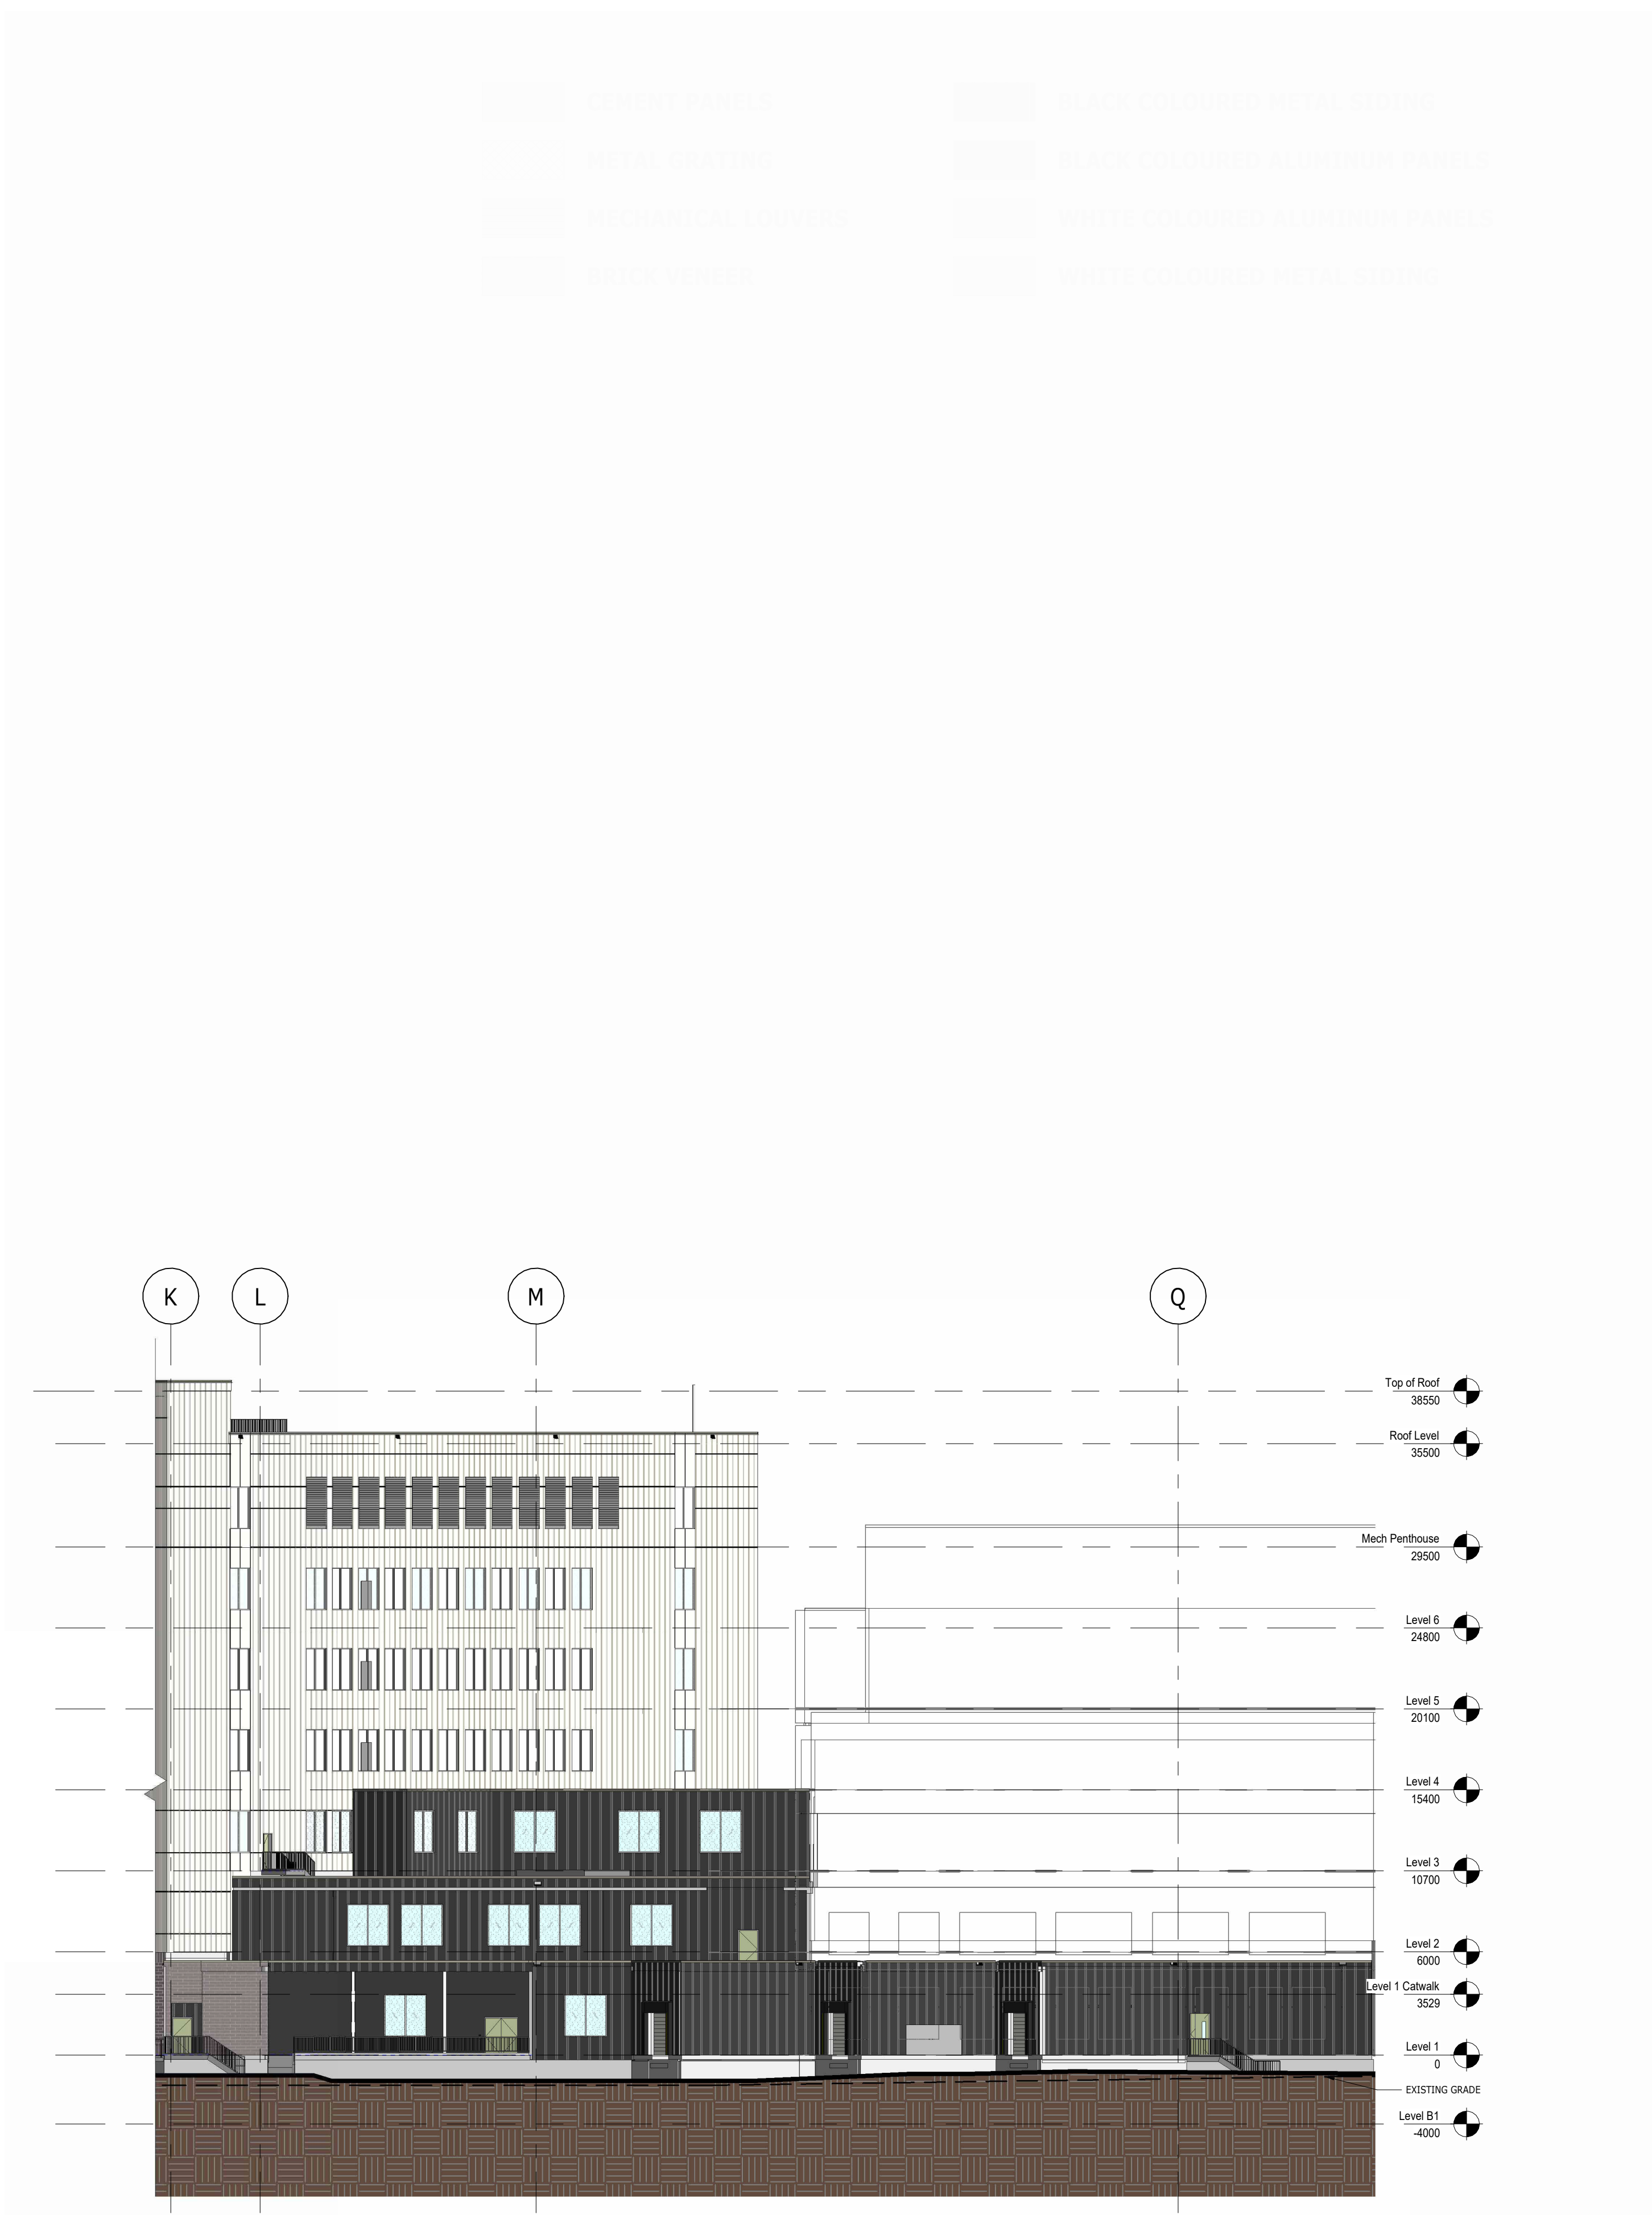 CEMENT PANELS
BLACK COLOURED METAL SIDING
METAL GRATING
BLACK COLOURED ALUMINUM PANELS
MECHANICAL LOUVERS
WHITE COLOURED ALUMINUM PANELS
BRICK VENEER
WHITE COLOURED METAL SIDING
K
L
M
Q
Top of Roof
38550
Roof Level
35500
Mech Penthouse
29500
Level 6
24800
Level 5
20100
Level 4
15400
Level 3
10700
Level 2
6000
Level 1 Catwalk
3529
Level 1
0
EXISTING GRADE
Level B1
-4000